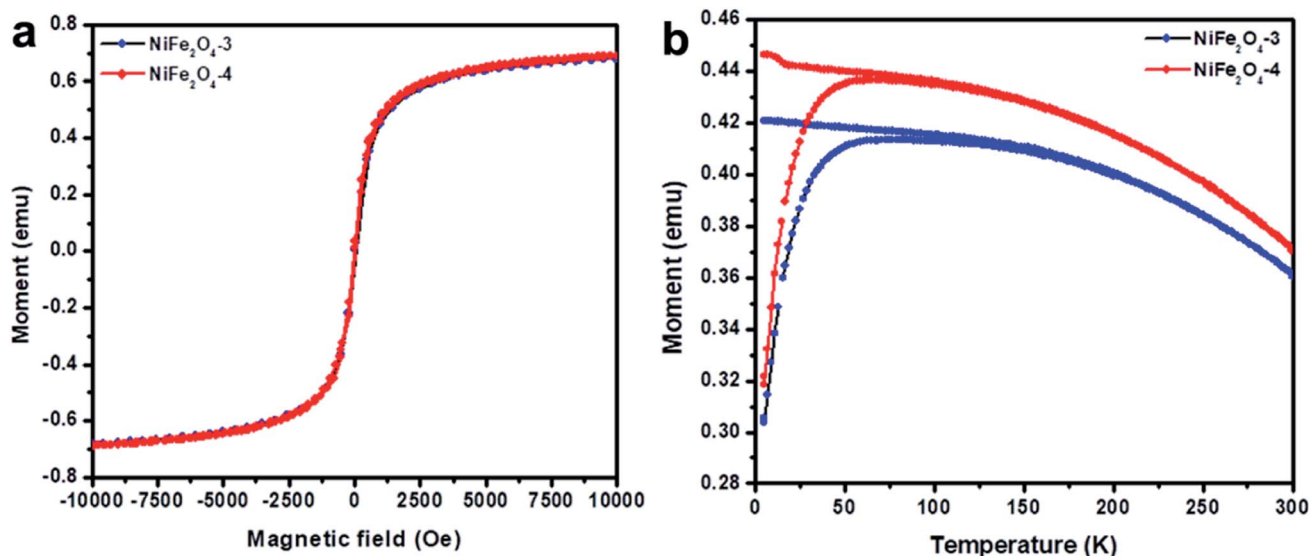 a
NiFe₂O₄-3
NiFe₂O₄-4
0.8
0.6
0.4
0.2
0.0
-0.2
-0.4
-0.6
-0.8
Moment (emu)
-10000 -7500 -5000 -2500 0 2500 5000 7500 10000
Magnetic field (Oe)
b
NiFe₂O₄-3
NiFe₂O₄-4
0.46
0.44
0.42
0.40
0.38
0.36
0.34
0.32
0.30
0.28
Moment (emu)
0 50 100 150 200 250 300
Temperature (K)